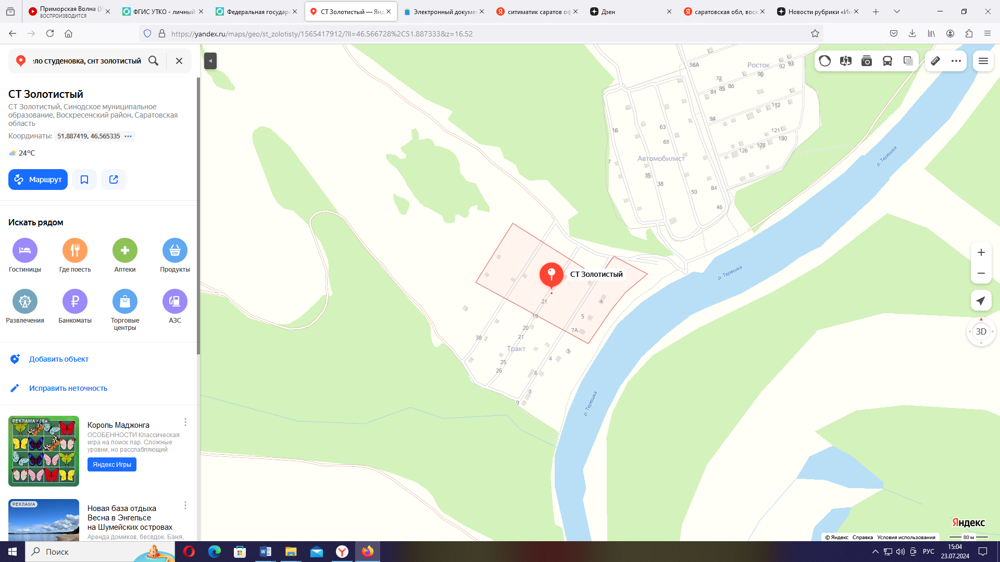 Приморская Волна (У
ВОСПРОИЗВОДИТСЯ
ФГИС УТКО - личный
Федеральная государс
СТ Золотистый — Янд
Электронный докумен
ситиматик саратов оф
Дзен
саратовская обл, воск
Новости рубрики «Ин
https://yandex.ru/maps/geo/st_zolotisty/1565417912/?ll=46.566728%2C51.887333&z=16.52
ело студеновка, снт золотистый
СТ Золотистый
СТ Золотистый, Синодское муниципальное
образование, Воскресенский район, Саратовская
область
Координаты: 51.887419, 46.565335
24°C
Маршрут
Искать рядом
Гостиницы
Где поесть
Аптеки
Продукты
Развлечения
Банкоматы
Торговые
центры
АЗС
Добавить объект
Исправить неточность
РЕКЛАМА • 16+
Король Маджонга
ОСОБЕННОСТИ Классическая
игра на поиск пар. Сложные
уровни, но расслабляющий
Яндекс Игры
РЕКЛАМА
Новая база отдыха
Весна в Энгельсе
на Шумейских островах
Аренда домиков, беседок. Баня,
56А
Росток
92
93
90
72
86
85
84
112
94
121
130
128
126
16
63
61
Автомобилист
7
35
38
50
84
46
р. Терешка
р. Терешка
СТ Золотистый
21
4
19
5
20
7А
21
38
Тракт
3
25
4
26
6
7
9
р. Терешка
3D
Яндекс
© Яндекс Справка Условия использования
80 м
Поиск
РУС
15:04
23.07.2024